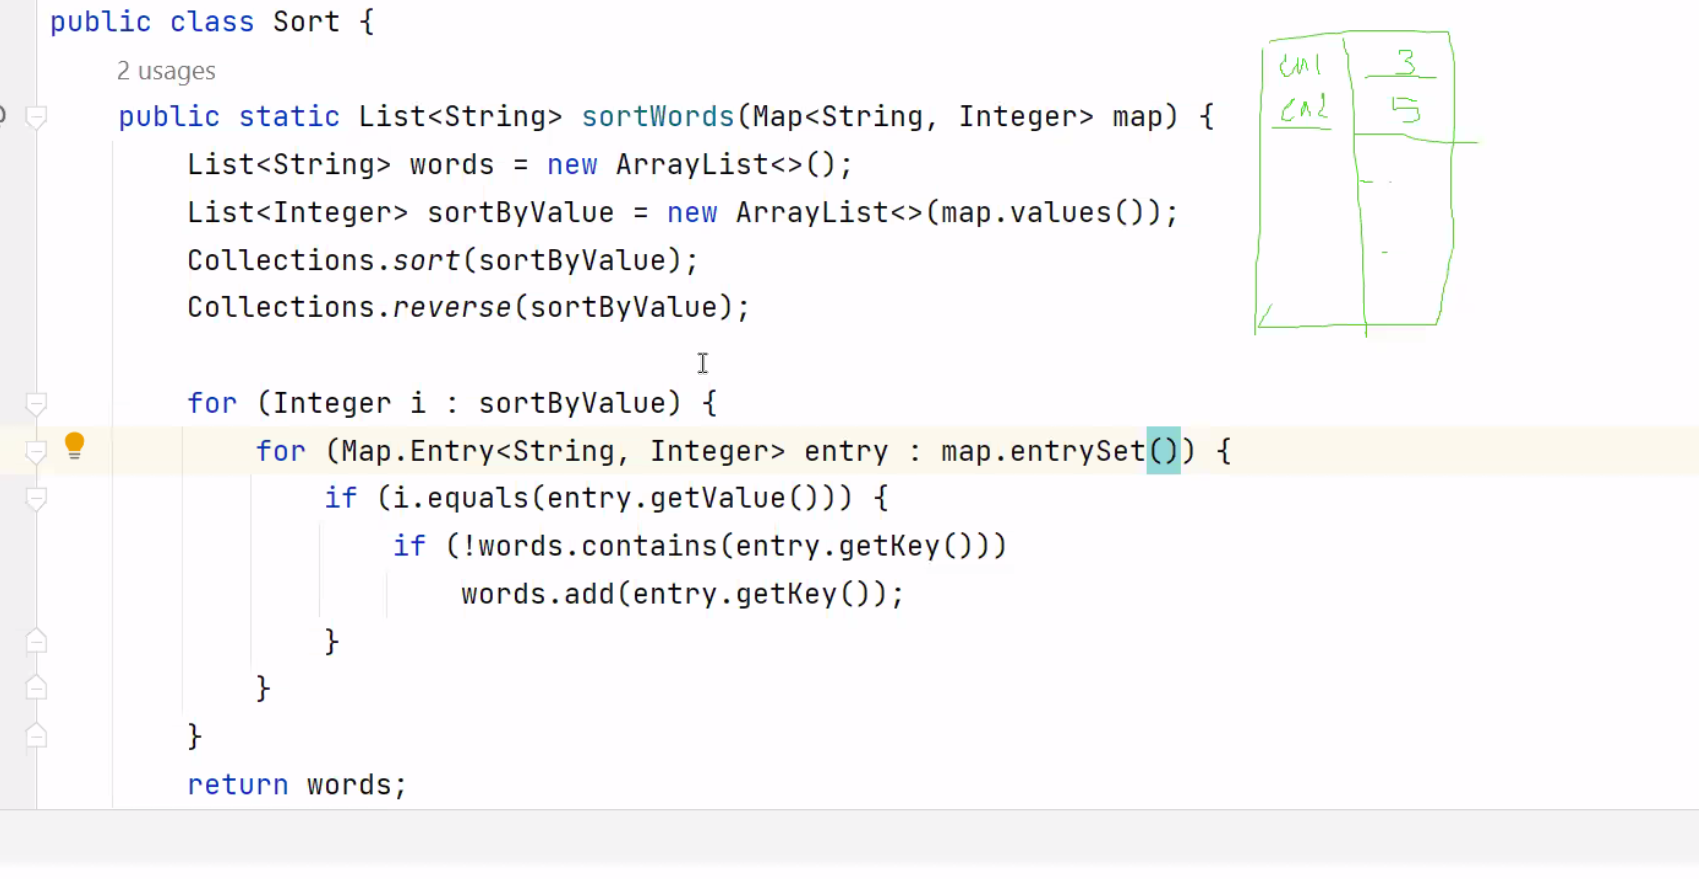 public class Sort {
2 usages
public static List<String> sortWords(Map<String, Integer> map) {
List<String> words = new ArrayList<>();
List<Integer> sortByValue = new ArrayList<>(map.values());
Collections.sort(sortByValue);
Collections.reverse(sortByValue);
for (Integer i : sortByValue) {
for (Map.Entry<String, Integer> entry : map.entrySet()) {
if (i.equals(entry.getValue())) {
if (!words.contains(entry.getKey()))
words.add(entry.getKey());
}
}
}
return words;
сл1 3
сл2 5